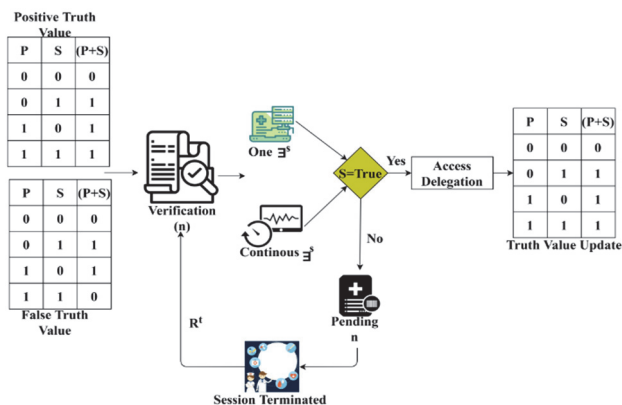 Positive Truth
Value
P S (P+S)
0 0 0
0 1 1
1 0 1
1 1 1
P S (P+S)
0 0 0
0 1 1
1 0 1
1 1 0
False Truth
Value
Verification
(n)
One ∃ˢ
Continous ∃ˢ
S=True
Yes
No
Access
Delegation
P S (P+S)
0 0 0
0 1 1
1 0 1
1 1 1
Truth Value Update
Pending
n
Rᵗ
Session Terminated